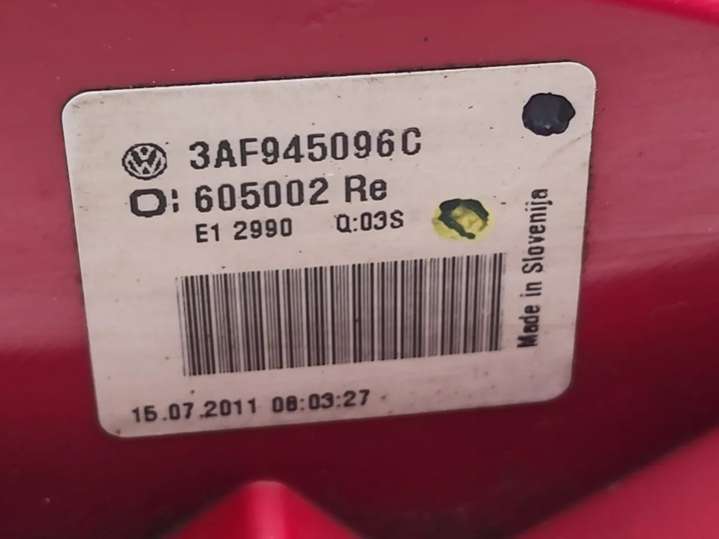 3AF945096C
O: 605002 Re
E1 2990 Q:03S
Made in Slovenija
15.07.2011 08:03:27